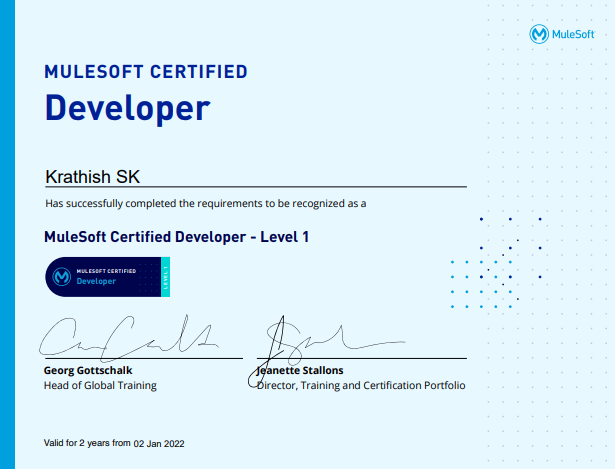 MuleSoft
MULESOFT CERTIFIED
Developer
Krathish SK
Has successfully completed the requirements to be recognized as a
MuleSoft Certified Developer - Level 1
MULESOFT CERTIFIED
Developer
LEVEL 1
Georg Gottschalk
Head of Global Training
Jeanette Stallons
Director, Training and Certification Portfolio
Valid for 2 years from 02 Jan 2022